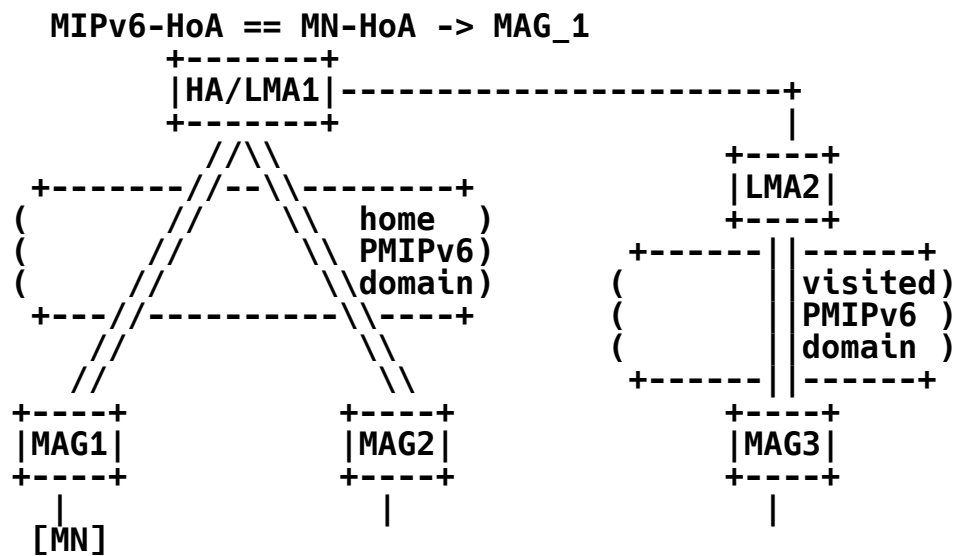 MIPv6-HoA == MN-HoA -> MAG_1
HA/LMA1
LMA2
home
PMIPv6
domain
visited
PMIPv6
domain
MAG1
MAG2
MAG3
[MN]